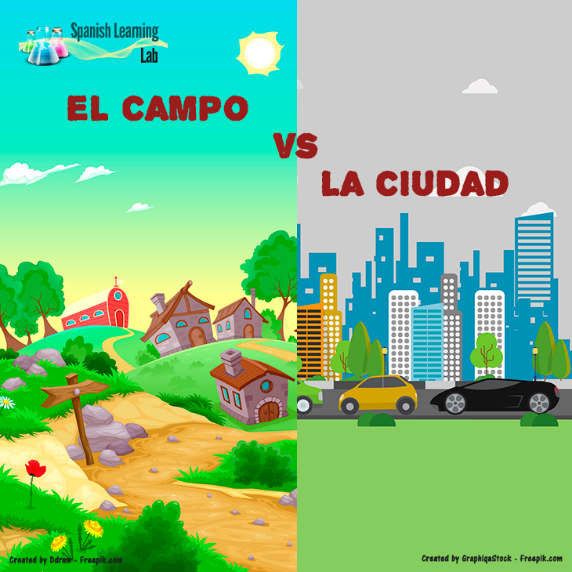 Spanish Learning
Lab
EL CAMPO
VS
LA CIUDAD
Created by Ddraw - Freepik.com
Created by GraphiqaStock - Freepik.com